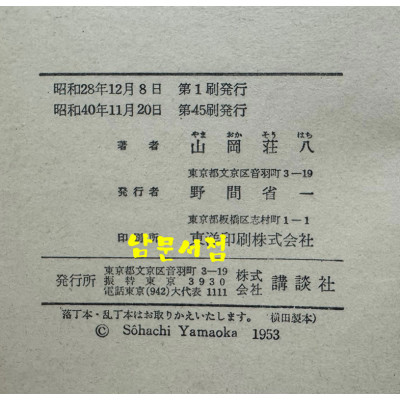 昭和28年12月8日 第1刷発行
昭和40年11月20日 第45刷発行
やま おか そう はち
著者 山岡荘八
東京都文京区音羽町3—19
発行者 野間省一
東京都板橋区志村町1—1
印刷所 東洋印刷株式会社
남문서점
発行所 東京都文京区音羽町3—19 振替東京3930 電話東京(942)大代表1111 株式会社 講談社
落丁本・乱丁本はお取りかえいたします。 (横田製本)
© Sôhachi Yamaoka 1953